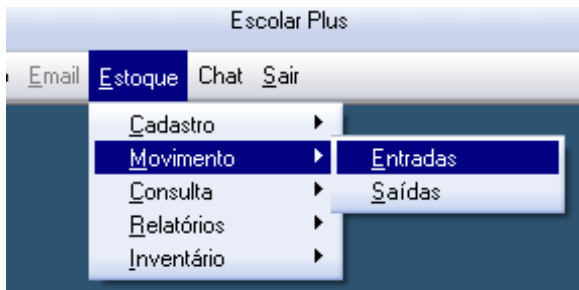 Escolar Plus
Email Estoque Chat Sair
Cadastro
Movimento Entradas
Consulta Saídas
Relatórios
Inventário